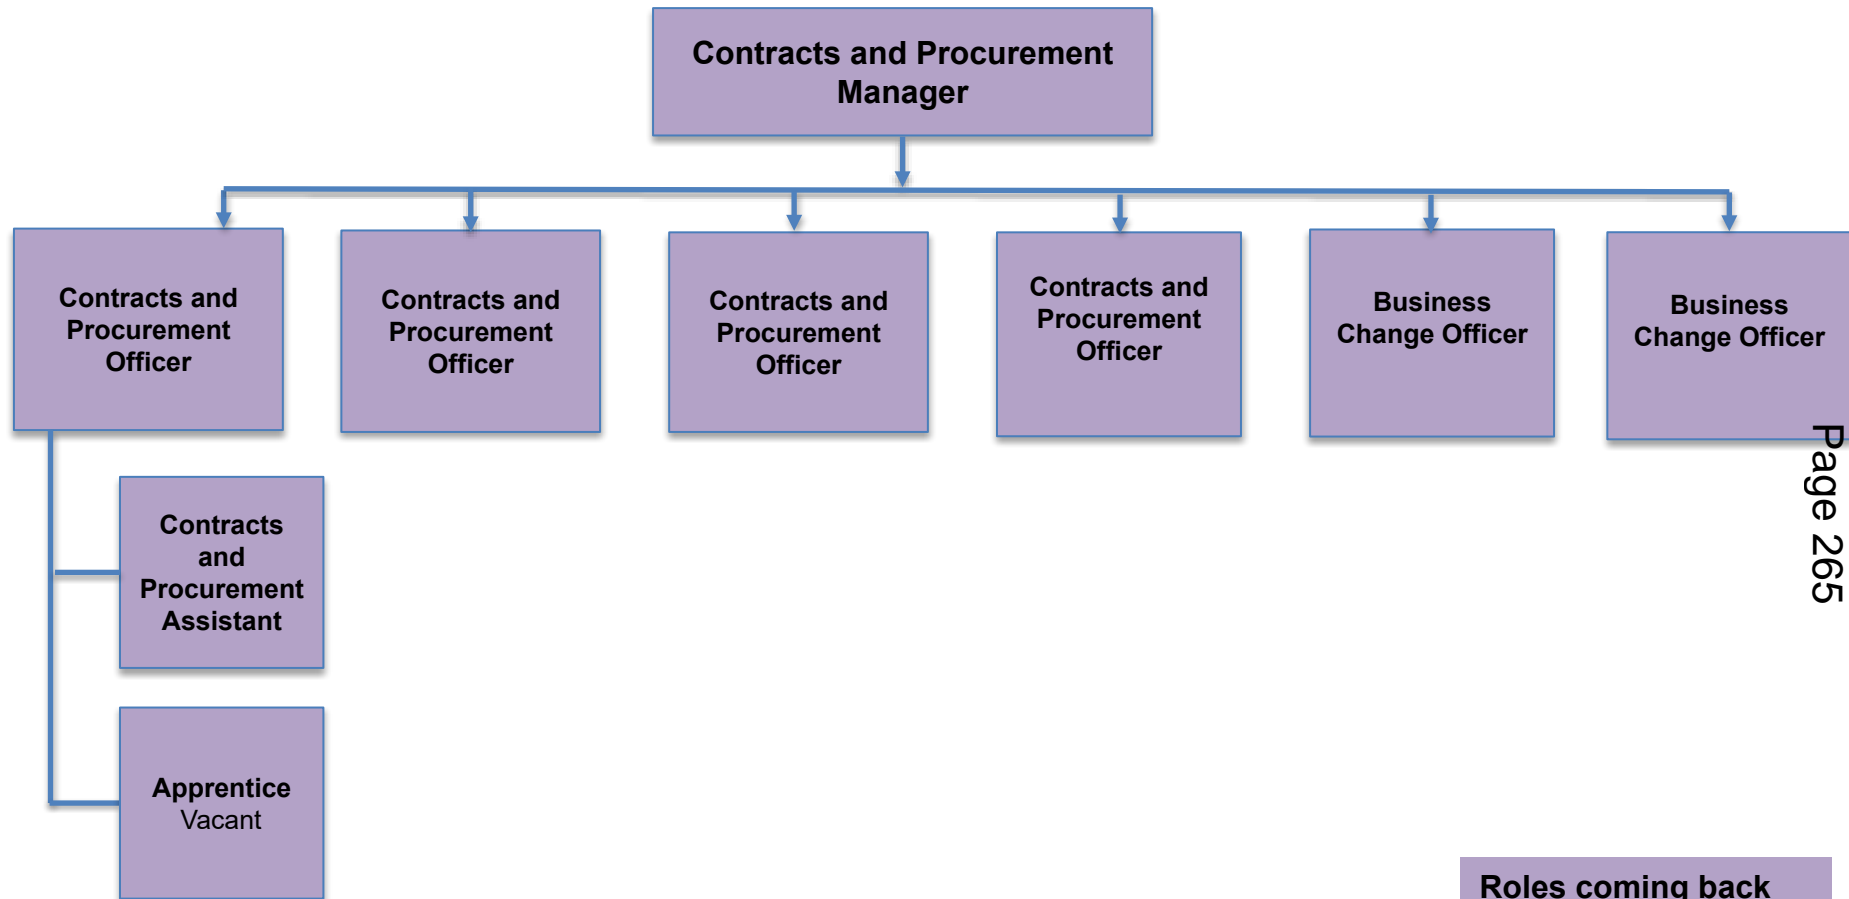 Contracts and Procurement
Manager
Contracts and
Procurement
Officer
Contracts and
Procurement
Officer
Contracts and
Procurement
Officer
Contracts and
Procurement
Officer
Business
Change Officer
Business
Change Officer
Page 265
Contracts
and
Procurement
Assistant
Apprentice
Vacant
Roles coming back